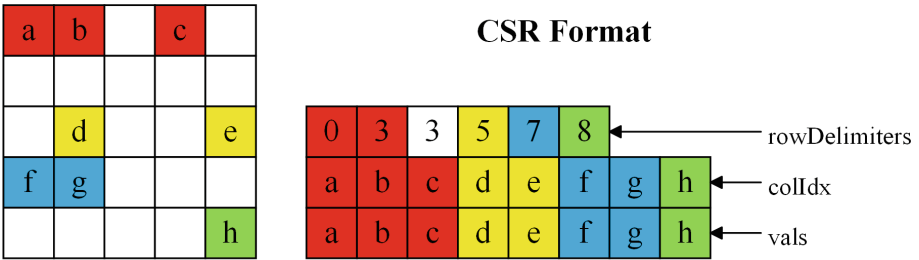 a b c
CSR Format
d e
0 3 3 5 7 8
rowDelimiters
f g
a b c d e f g h
colIdx
h
a b c d e f g h
vals